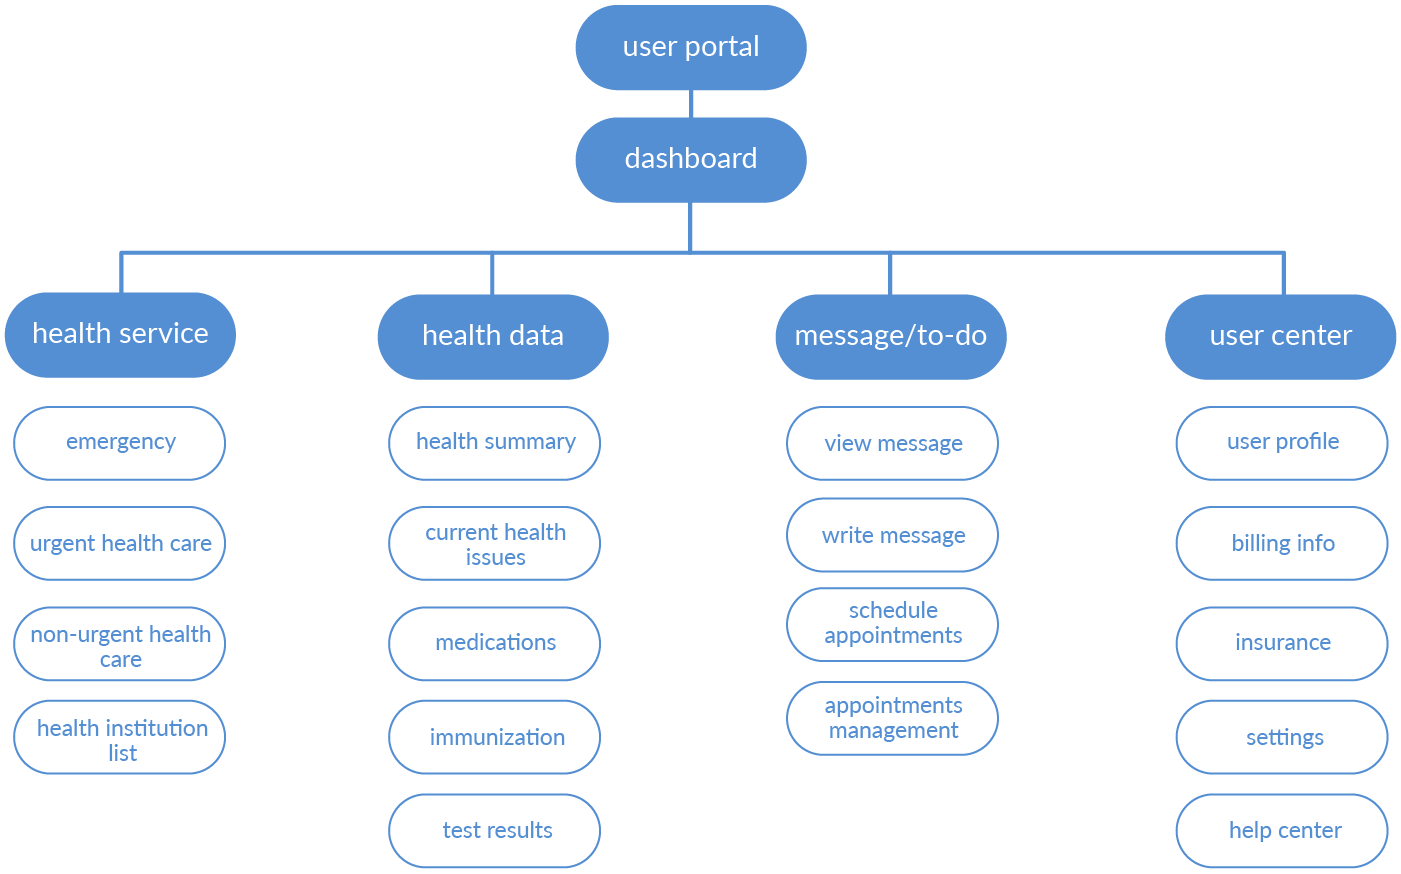 user portal
dashboard
health service
health data
message/to-do
user center
emergency
urgent health care
non-urgent health
care
health institution
list
health summary
current health
issues
medications
immunization
test results
view message
write message
schedule
appointments
appointments
management
user profile
billing info
insurance
settings
help center